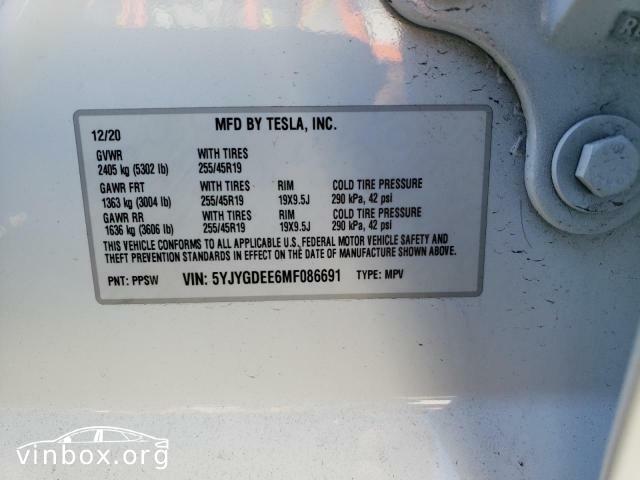 12/20 MFD BY TESLA, INC.
GVWR WITH TIRES
2405 kg (5302 lb) 255/45R19
GAWR FRT WITH TIRES RIM COLD TIRE PRESSURE
1363 kg (3004 lb) 255/45R19 19X9.5J 290 kPa, 42 psi
GAWR RR WITH TIRES RIM COLD TIRE PRESSURE
1636 kg (3606 lb) 255/45R19 19X9.5J 290 kPa, 42 psi
THIS VEHICLE CONFORMS TO ALL APPLICABLE U.S. FEDERAL MOTOR VEHICLE SAFETY AND
THEFT PREVENTION STANDARDS IN EFFECT ON THE DATE OF MANUFACTURE SHOWN ABOVE.
PNT: PPSW VIN: 5YJYGDEE6MF086691 TYPE: MPV
vinbox.org